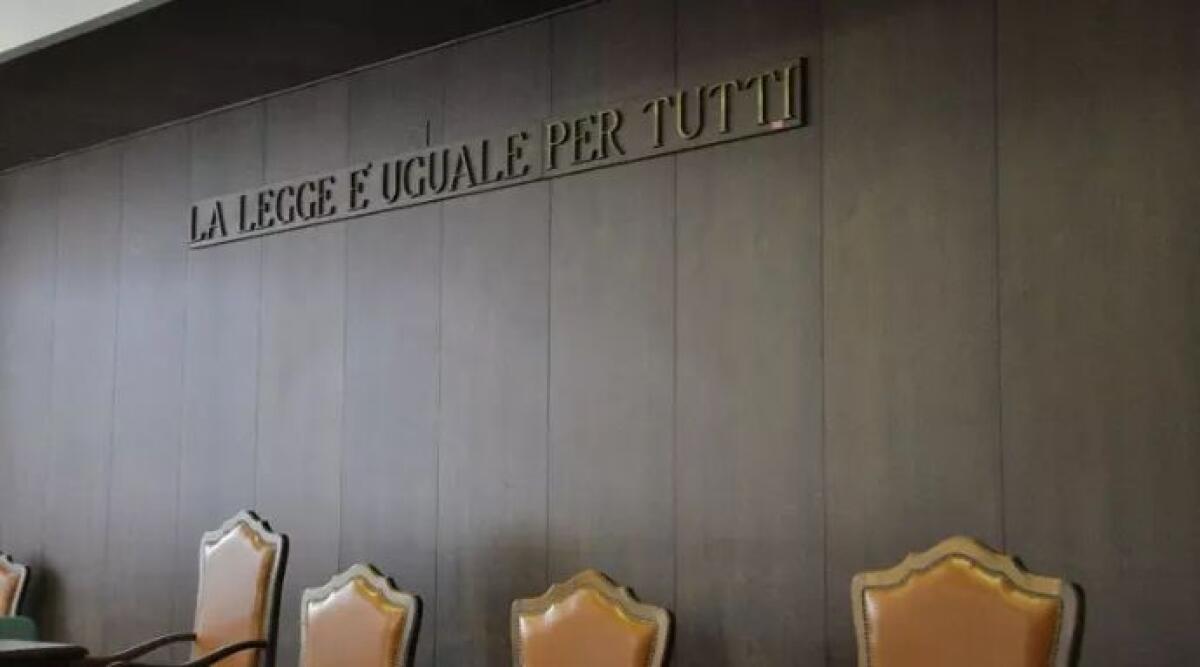 LA LEGGE E' UGUALE PER TUTTI